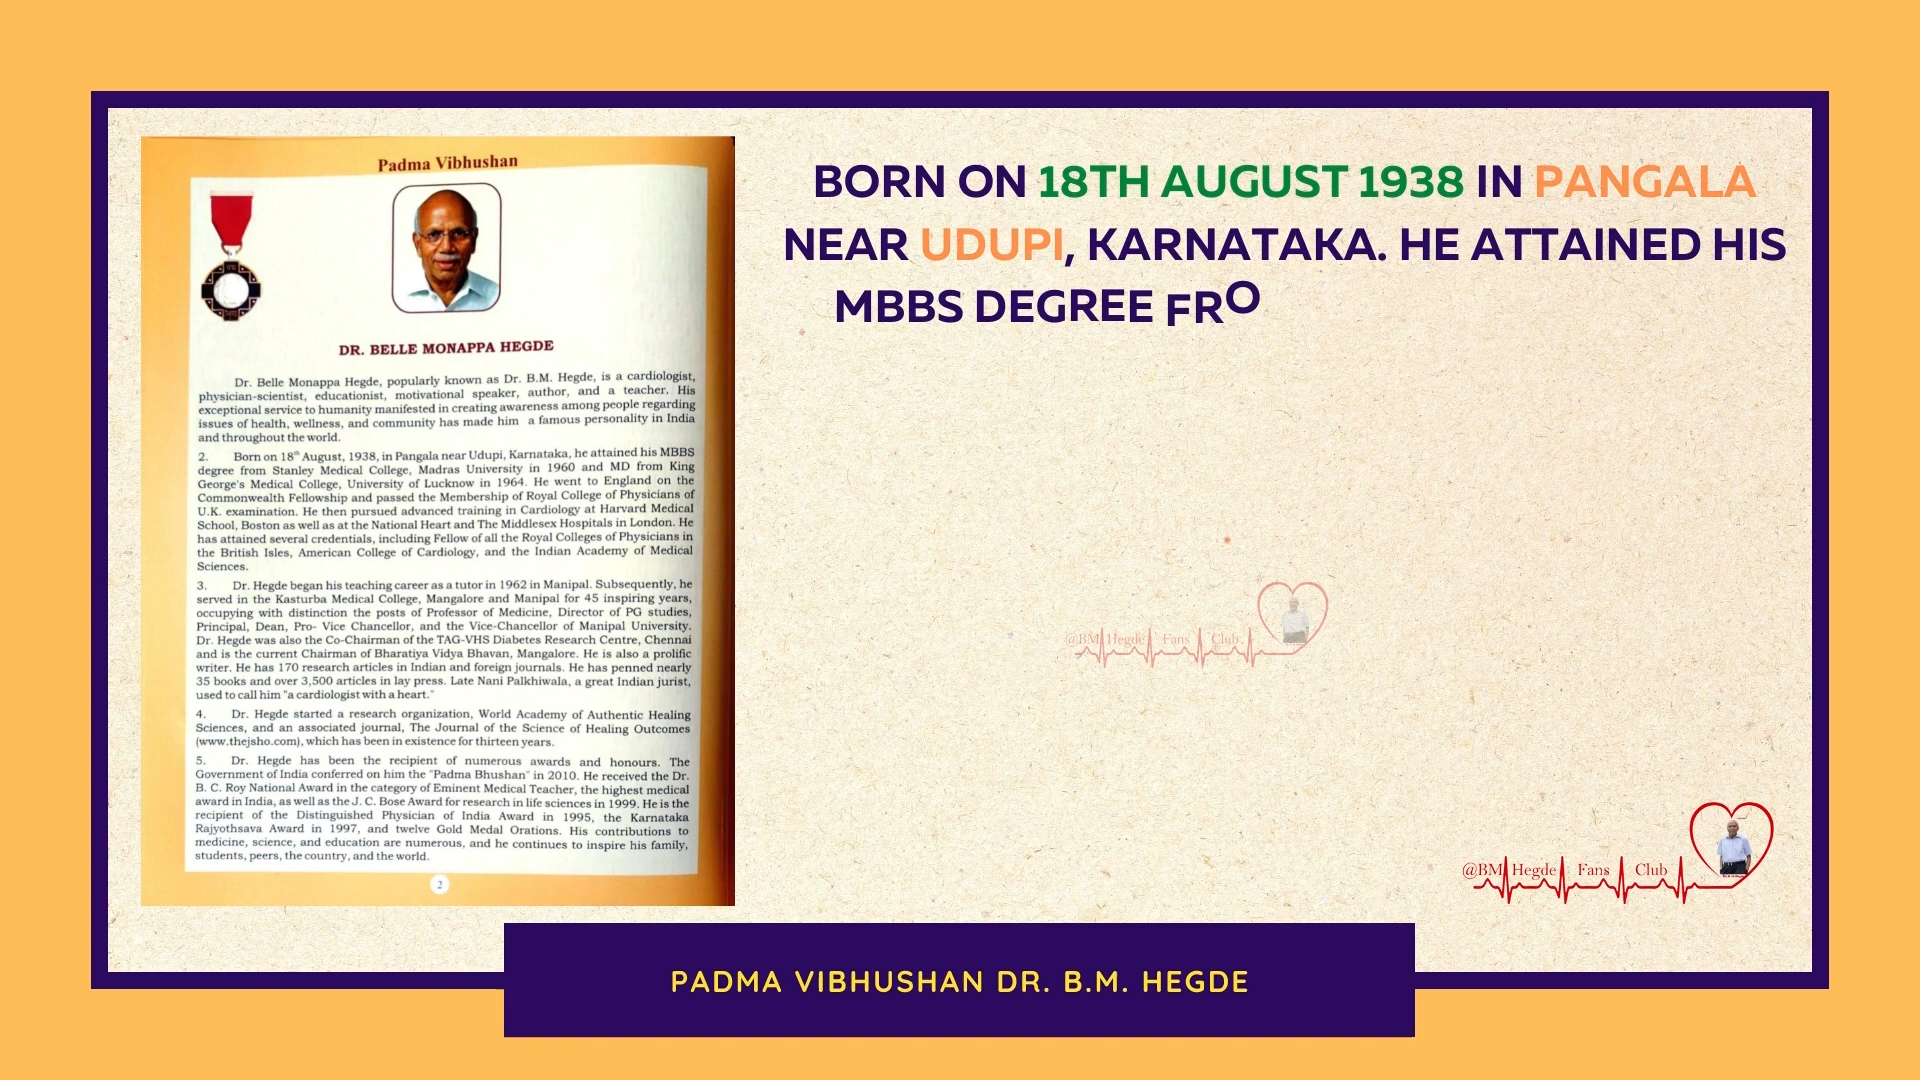 Padma Vibhushan
DR. BELLE MONAPPA HEGDE
Dr. Belle Monappa Hegde, popularly known as Dr. B.M. Hegde, is a cardiologist,
physician-scientist, educationist, motivational speaker, author, and a teacher. His
exceptional service to humanity manifested in creating awareness among people regarding
issues of health, wellness, and community has made him a famous personality in India
and throughout the world.
2. Born on 18th August, 1938, in Pangala near Udupi, Karnataka, he attained his MBBS
degree from Stanley Medical College, Madras University in 1960 and MD from King
George's Medical College, University of Lucknow in 1964. He went to England on the
Commonwealth Fellowship and passed the Membership of Royal College of Physicians of
U.K. examination. He then pursued advanced training in Cardiology at Harvard Medical
School, Boston as well as at the National Heart and The Middlesex Hospitals in London. He
has attained several credentials, including Fellow of all the Royal Colleges of Physicians in
the British Isles, American College of Cardiology, and the Indian Academy of Medical
Sciences.
3. Dr. Hegde began his teaching career as a tutor in 1962 in Manipal. Subsequently, he
served in the Kasturba Medical College, Mangalore and Manipal for 45 inspiring years,
occupying with distinction the posts of Professor of Medicine, Director of PG studies,
Principal, Dean, Pro- Vice Chancellor, and the Vice-Chancellor of Manipal University.
Dr. Hegde was also the Co-Chairman of the TAG-VHS Diabetes Research Centre, Chennai
and is the current Chairman of Bharatiya Vidya Bhavan, Mangalore. He is also a prolific
writer. He has 170 research articles in Indian and foreign journals. He has penned nearly
35 books and over 3,500 articles in lay press. Late Nani Palkhiwala, a great Indian jurist,
used to call him "a cardiologist with a heart."
4. Dr. Hegde started a research organization, World Academy of Authentic Healing
Sciences, and an associated journal, The Journal of the Science of Healing Outcomes
(www.thejsho.com), which has been in existence for thirteen years.
5. Dr. Hegde has been the recipient of numerous awards and honours. The
Government of India conferred on him the "Padma Bhushan" in 2010. He received the Dr.
B. C. Roy National Award in the category of Eminent Medical Teacher, the highest medical
award in India, as well as the J. C. Bose Award for research in life sciences in 1999. He is the
recipient of the Distinguished Physician of India Award in 1995, the Karnataka
Rajyothsava Award in 1997, and twelve Gold Medal Orations. His contributions to
medicine, science, and education are numerous, and he continues to inspire his family,
students, peers, the country, and the world.
2
BORN ON 18TH AUGUST 1938 IN PANGALA
NEAR UDUPI, KARNATAKA. HE ATTAINED HIS
MBBS DEGREE FRO
@BM Hegde Fans Club
@BM Hegde Fans Club
PADMA VIBHUSHAN DR. B.M. HEGDE